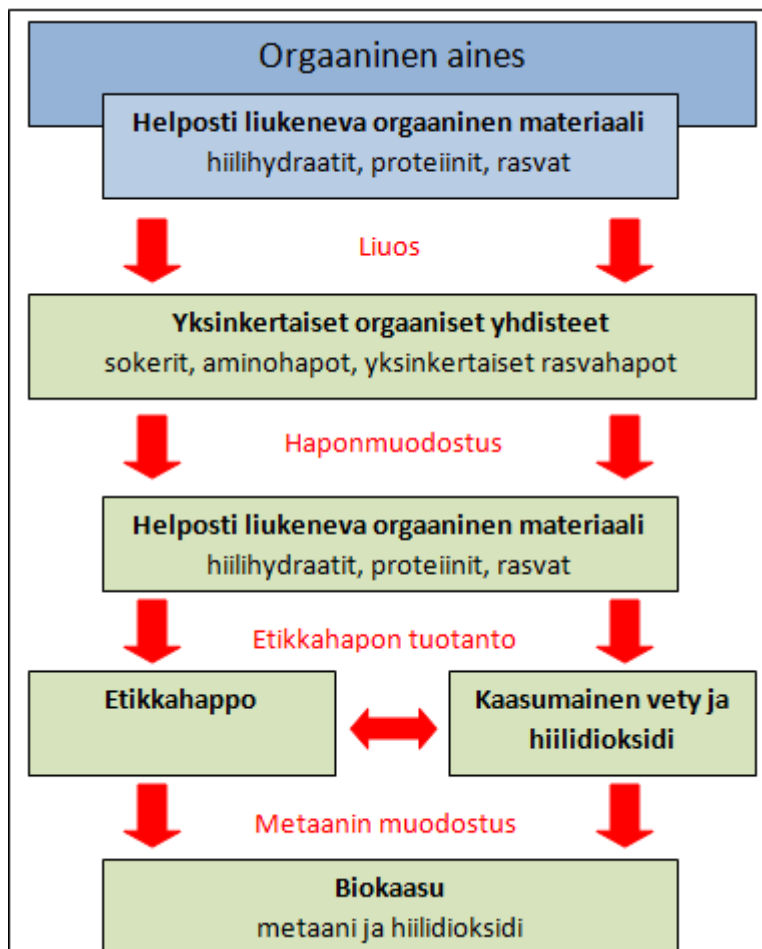 Orgaaninen aines
Helposti liukeneva orgaaninen materiaali
hiilihydraatit, proteiinit, rasvat
Liuos
Yksinkertaiset orgaaniset yhdisteet
sokerit, aminohapot, yksinkertaiset rasvahapot
Haponmuodostus
Helposti liukeneva orgaaninen materiaali
hiilihydraatit, proteiinit, rasvat
Etikkahapon tuotanto
Etikkahappo
Kaasumainen vety ja
hiilidioksidi
Metaanin muodostus
Biokaasu
metaani ja hiilidioksidi